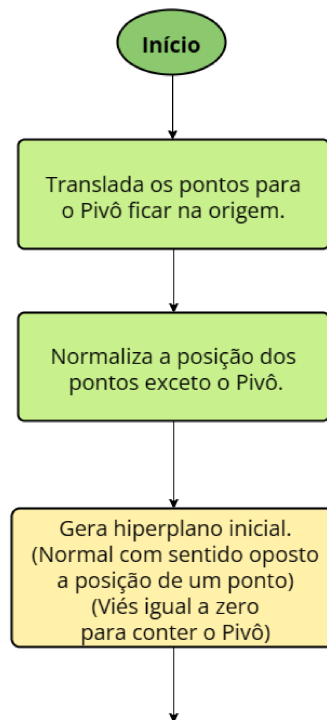 Início
Translada os pontos para
o Pivô ficar na origem.
Normaliza a posição dos
pontos exceto o Pivô.
Gera hiperplano inicial.
(Normal com sentido oposto
a posição de um ponto)
(Viés igual a zero
para conter o Pivô)